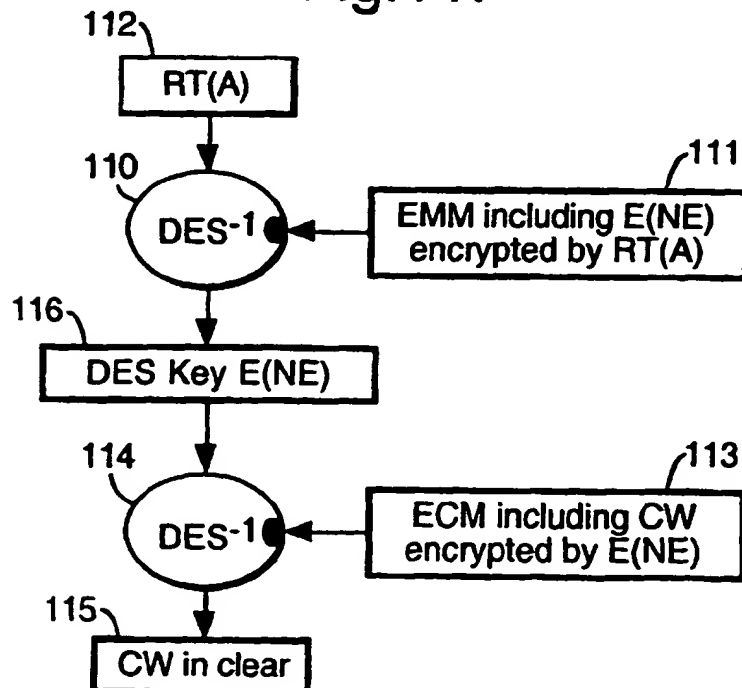 112
RT(A)
110
DES-1
111
EMM including E(NE)
encrypted by RT(A)
116
DES Key E(NE)
114
DES-1
113
ECM including CW
encrypted by E(NE)
115
CW in clear